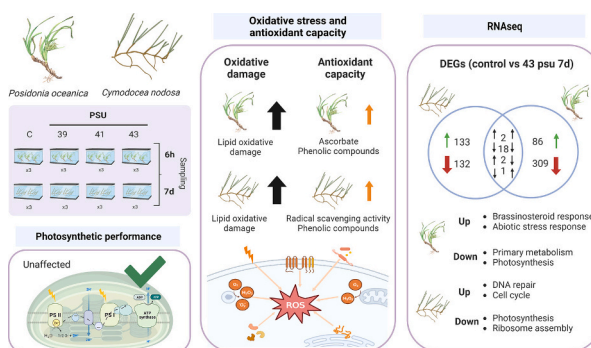 Posidonia oceanica
Cymodocea nodosa
PSU
C
39
41
43
6h
x3
x3
x3
x3
7d
x3
x3
x3
x3
Sampling
Photosynthetic performance
Unaffected
PS II
PS I
ATP
synthase
Oxidative stress and
antioxidant capacity
Oxidative
damage
Antioxidant
capacity
Lipid oxidative
damage
Ascorbate
Phenolic compounds
Lipid oxidative
damage
Radical scavenging activity
Phenolic compounds
H₂O₂
ROS
RNAseq
DEGs (control vs 43 psu 7d)
133
132
2
18
2
1
86
309
Up
• Brassinosteroid response
• Abiotic stress response
Down
• Primary metabolism
• Photosynthesis
Up
• DNA repair
• Cell cycle
Down
• Photosynthesis
• Ribosome assembly